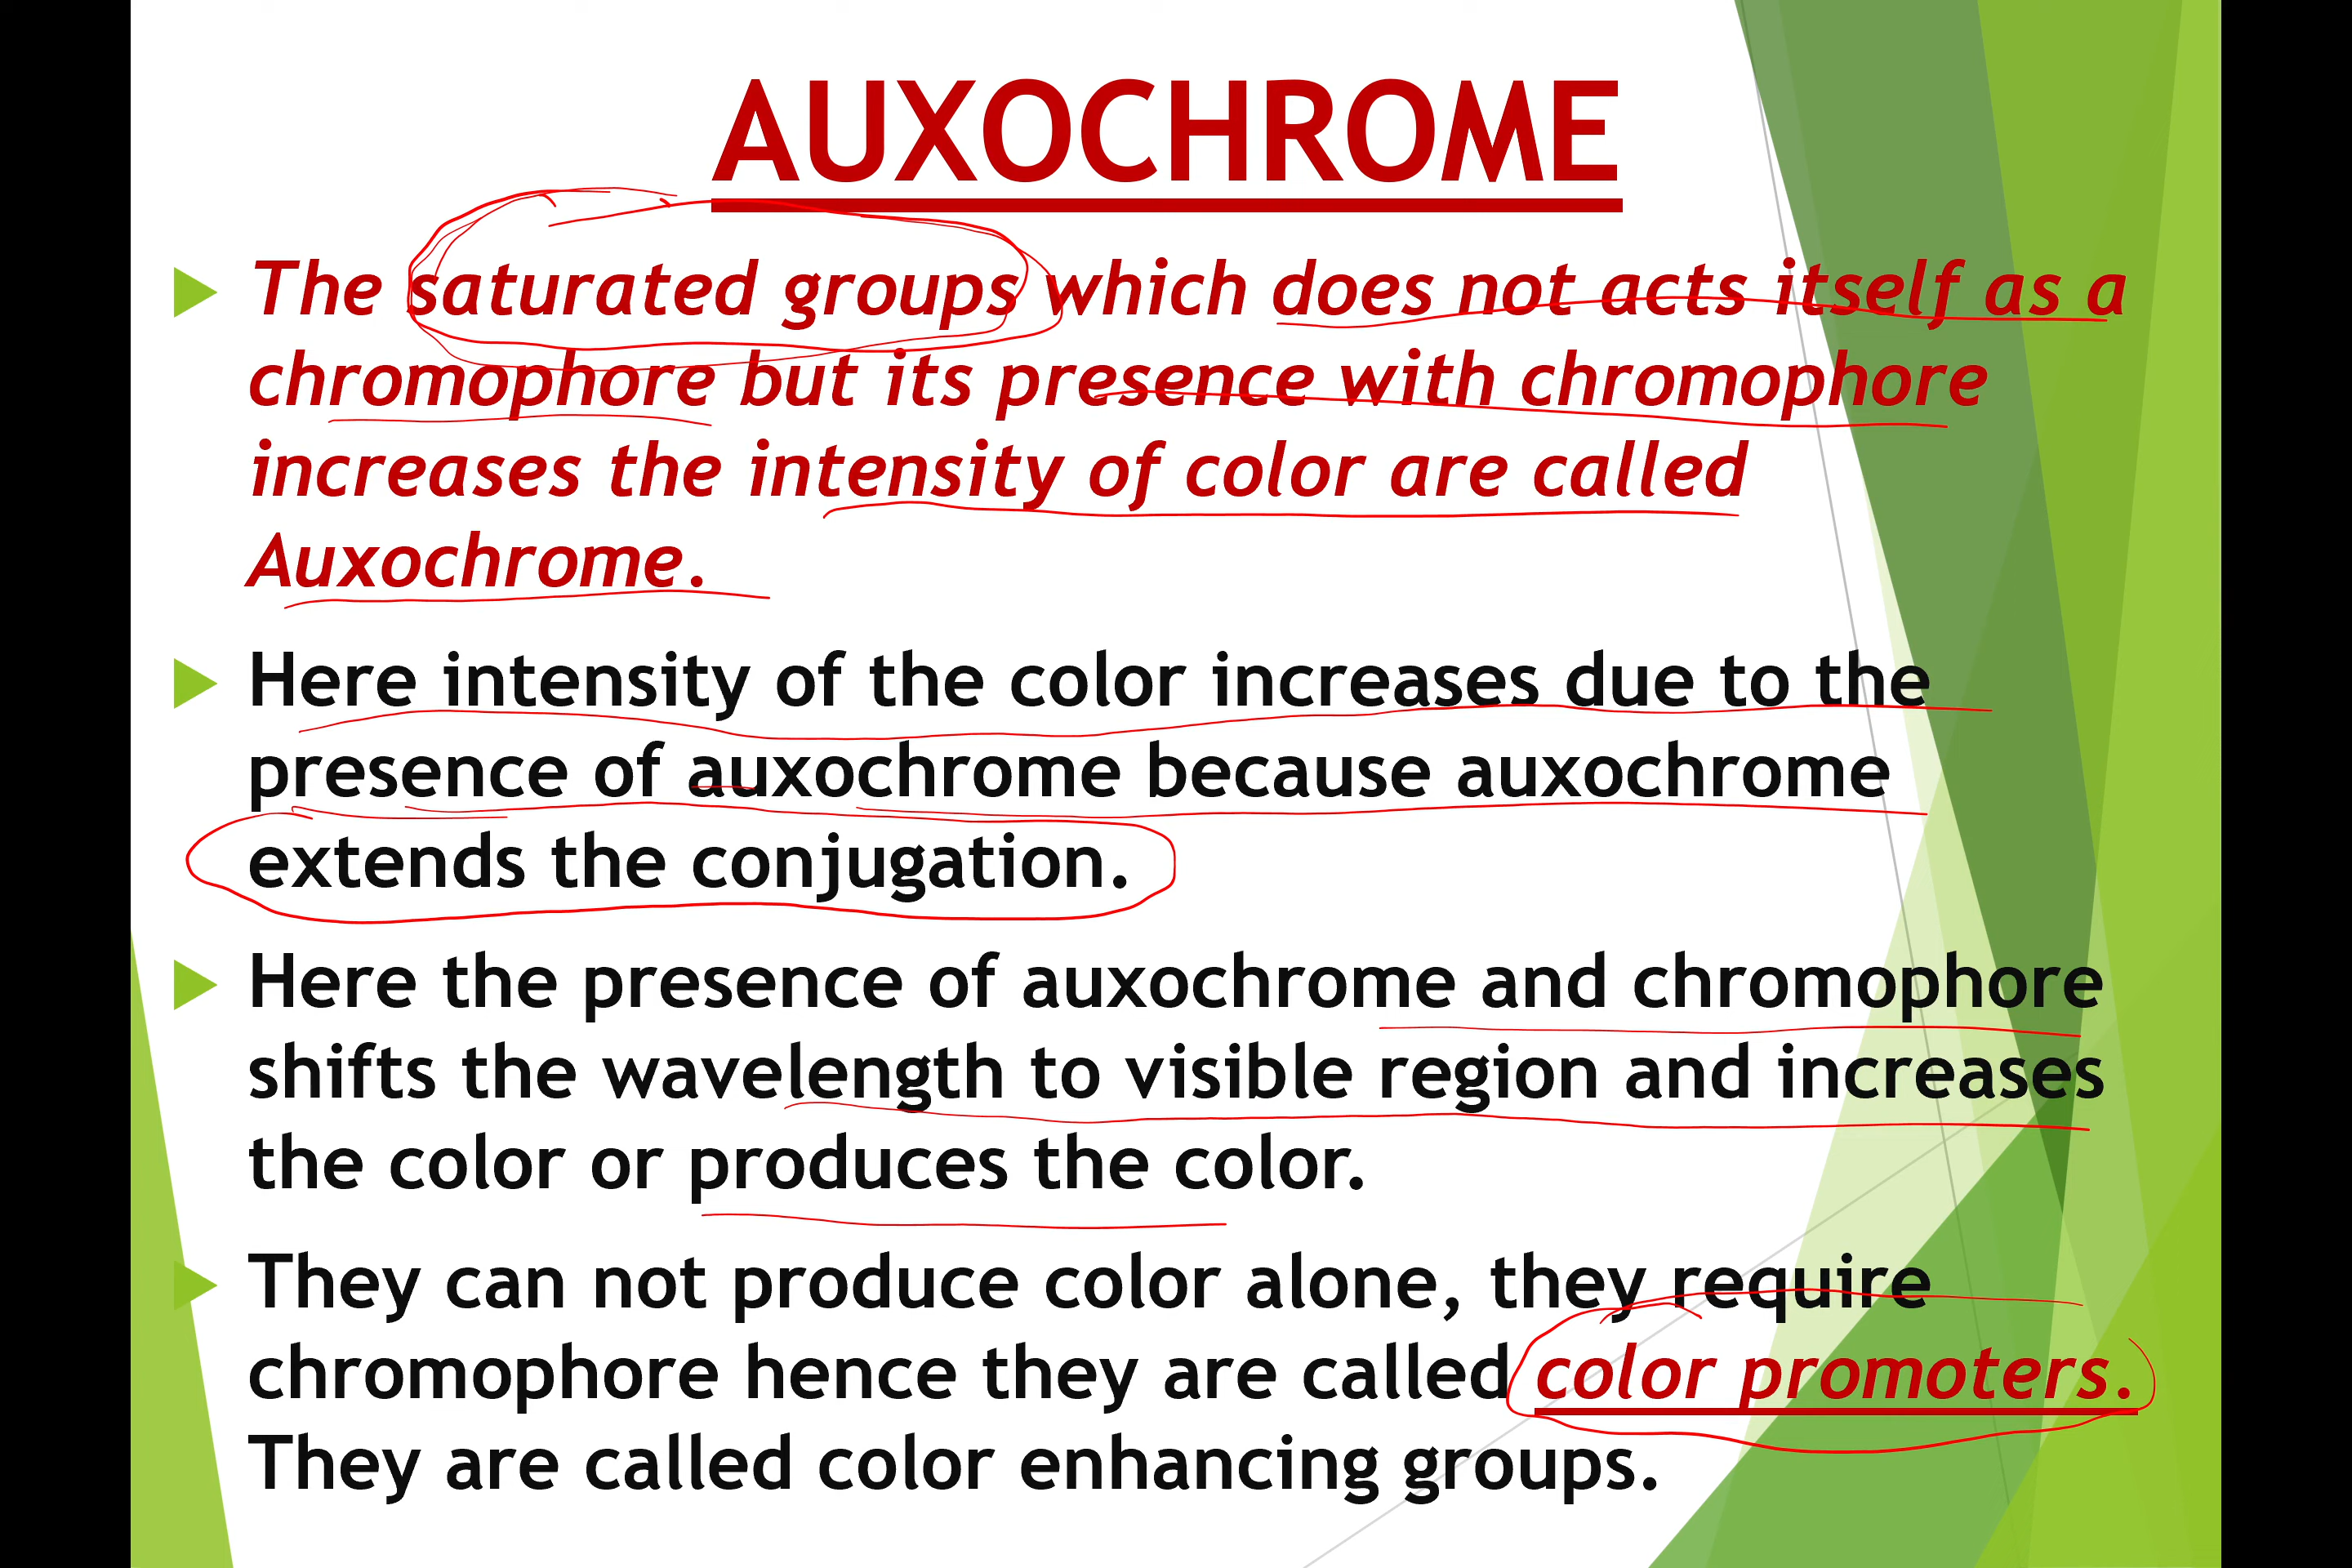 AUXOCHROME
The saturated groups which does not acts itself as a
chromophore but its presence with chromophore
increases the intensity of color are called
Auxochrome.
Here intensity of the color increases due to the
presence of auxochrome because auxochrome
extends the conjugation.
Here the presence of auxochrome and chromophore
shifts the wavelength to visible region and increases
the color or produces the color.
They can not produce color alone, they require
chromophore hence they are called color promoters.
They are called color enhancing groups.